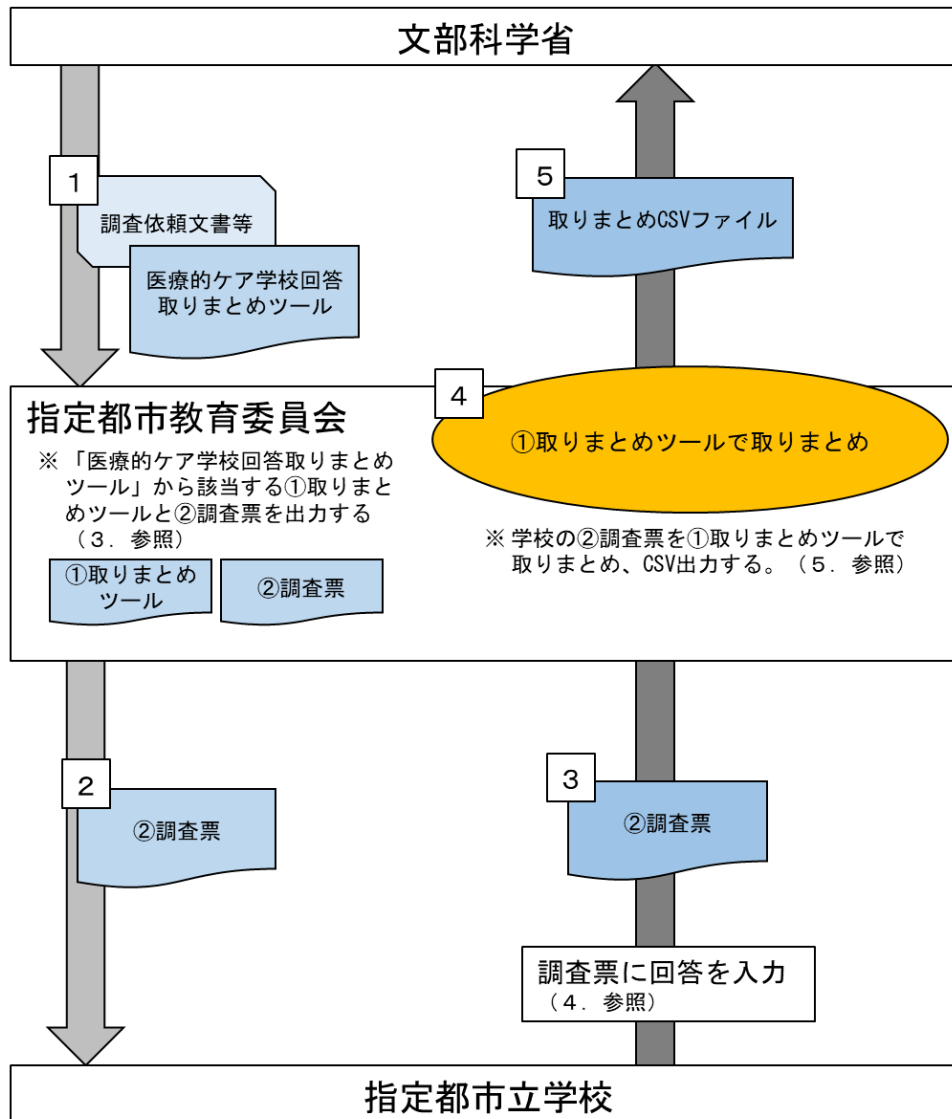 文部科学省
1
調査依頼文書等
医療的ケア学校回答
取りまとめツール
5
取りまとめCSVファイル
指定都市教育委員会
※ 「医療的ケア学校回答取りまとめ
ツール」から該当する①取りまと
めツールと②調査票を出力する
（３．参照）
①取りまとめ
ツール
②調査票
4
①取りまとめツールで取りまとめ
※ 学校の②調査票を①取りまとめツールで
取りまとめ、CSV出力する。（５．参照）
2
②調査票
3
②調査票
調査票に回答を入力
（４．参照）
指定都市立学校